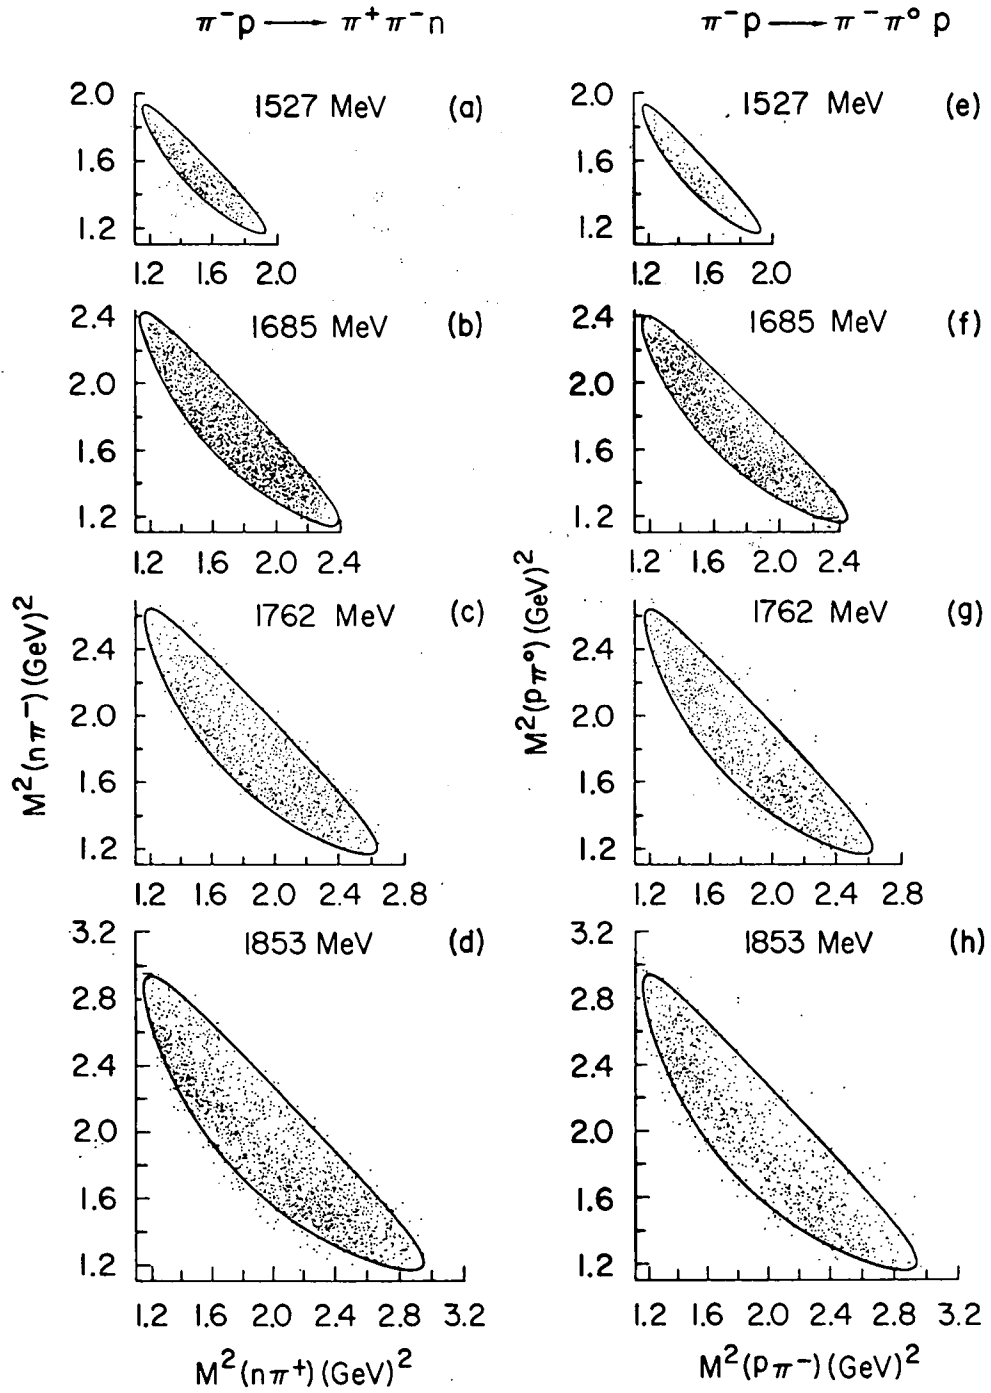 π⁻p ⟶ π⁺π⁻n
π⁻p ⟶ π⁻π⁰ p
2.0
1.6
1.2
1527 MeV (a)
1.2 1.6 2.0
1527 MeV (e)
1.2 1.6 2.0
2.0
1.6
1.2
2.4
2.0
1.6
1.2
1685 MeV (b)
1.2 1.6 2.0 2.4
2.4
2.0
1.6
1.2
1685 MeV (f)
1.2 1.6 2.0 2.4
M²(nπ⁻)(GeV)²
2.4
2.0
1.6
1.2
1762 MeV (c)
1.2 1.6 2.0 2.4 2.8
M²(pπ⁰)(GeV)²
2.4
2.0
1.6
1.2
1762 MeV (g)
1.2 1.6 2.0 2.4 2.8
3.2
2.8
2.4
2.0
1.6
1.2
1853 MeV (d)
1.2 1.6 2.0 2.4 2.8 3.2
M²(nπ⁺)(GeV)²
3.2
2.8
2.4
2.0
1.6
1.2
1853 MeV (h)
1.2 1.6 2.0 2.4 2.8 3.2
M²(pπ⁻)(GeV)²